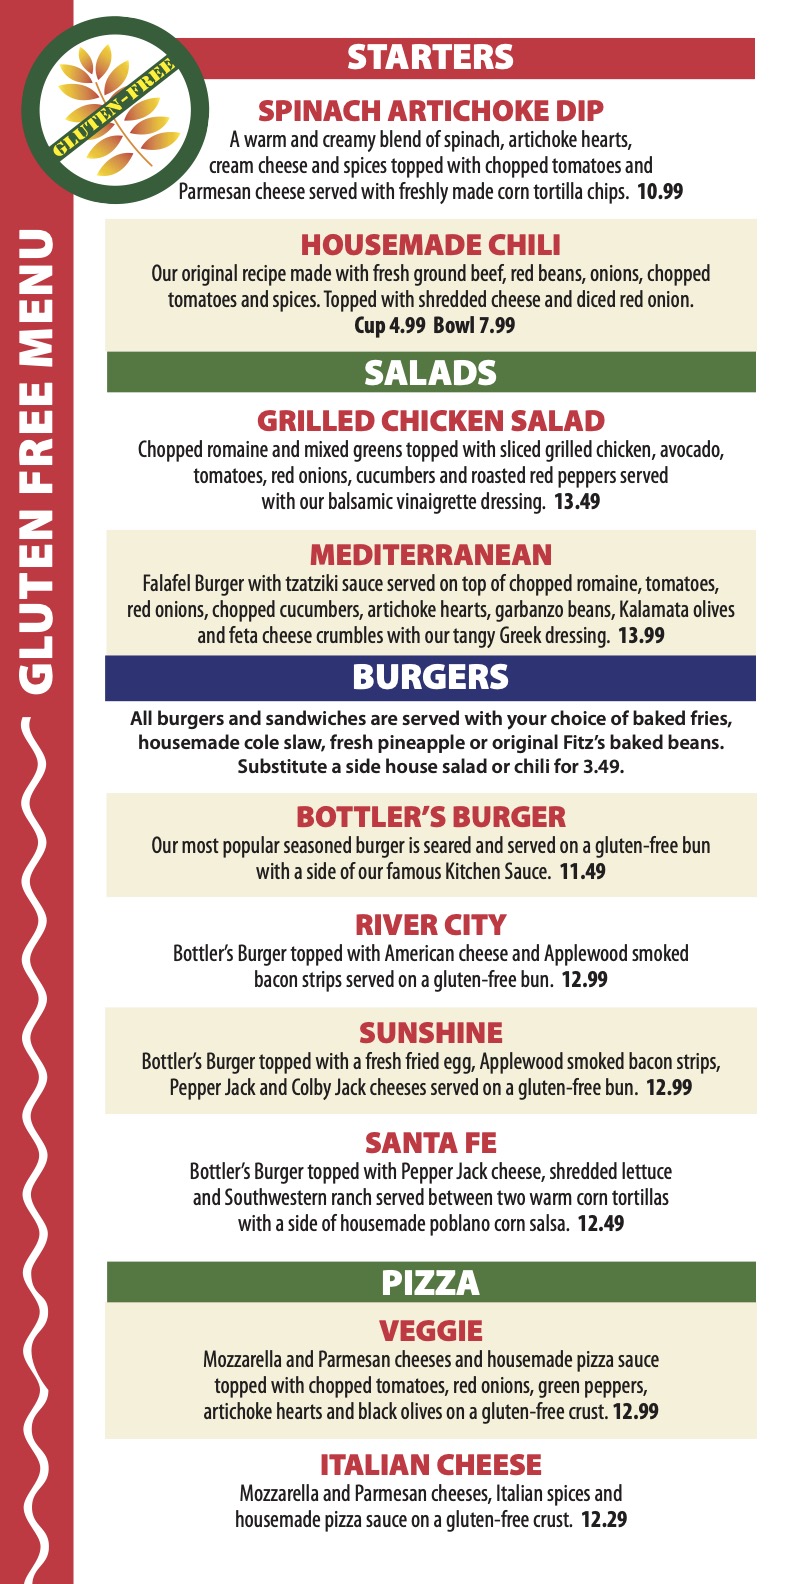 GLUTEN-FREE
GLUTEN FREE MENU
STARTERS
SPINACH ARTICHOKE DIP
A warm and creamy blend of spinach, artichoke hearts,
cream cheese and spices topped with chopped tomatoes and
Parmesan cheese served with freshly made corn tortilla chips. 10.99
HOUSEMADE CHILI
Our original recipe made with fresh ground beef, red beans, onions, chopped
tomatoes and spices. Topped with shredded cheese and diced red onion.
Cup 4.99 Bowl 7.99
SALADS
GRILLED CHICKEN SALAD
Chopped romaine and mixed greens topped with sliced grilled chicken, avocado,
tomatoes, red onions, cucumbers and roasted red peppers served
with our balsamic vinaigrette dressing. 13.49
MEDITERRANEAN
Falafel Burger with tzatziki sauce served on top of chopped romaine, tomatoes,
red onions, chopped cucumbers, artichoke hearts, garbanzo beans, Kalamata olives
and feta cheese crumbles with our tangy Greek dressing. 13.99
BURGERS
All burgers and sandwiches are served with your choice of baked fries,
housemade cole slaw, fresh pineapple or original Fitz's baked beans.
Substitute a side house salad or chili for 3.49.
BOTTLER'S BURGER
Our most popular seasoned burger is seared and served on a gluten-free bun
with a side of our famous Kitchen Sauce. 11.49
RIVER CITY
Bottler's Burger topped with American cheese and Applewood smoked
bacon strips served on a gluten-free bun. 12.99
SUNSHINE
Bottler's Burger topped with a fresh fried egg, Applewood smoked bacon strips,
Pepper Jack and Colby Jack cheeses served on a gluten-free bun. 12.99
SANTA FE
Bottler's Burger topped with Pepper Jack cheese, shredded lettuce
and Southwestern ranch served between two warm corn tortillas
with a side of housemade poblano corn salsa. 12.49
PIZZA
VEGGIE
Mozzarella and Parmesan cheeses and housemade pizza sauce
topped with chopped tomatoes, red onions, green peppers,
artichoke hearts and black olives on a gluten-free crust. 12.99
ITALIAN CHEESE
Mozzarella and Parmesan cheeses, Italian spices and
housemade pizza sauce on a gluten-free crust. 12.29